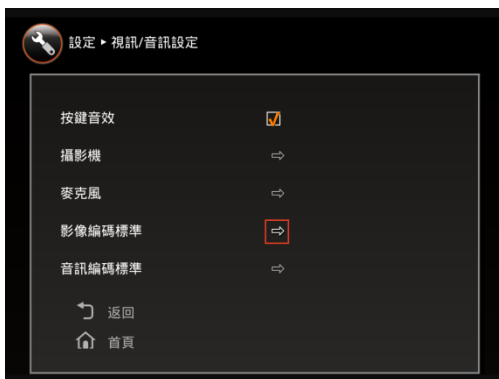 設定 ▸ 視訊/音訊設定
按鍵音效
攝影機
麥克風
影像編碼標準
音訊編碼標準
返回
首頁